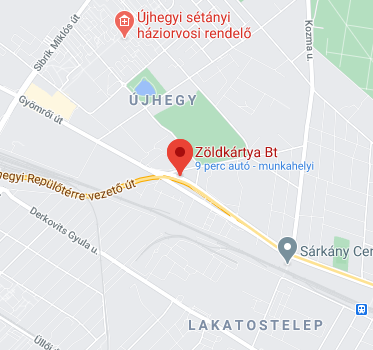 Újhegyi sétányi
háziorvosi rendelő
Kozma u.
Sibrik Miklós út
ÚJHEGY
Gyömrői út
Zöldkártya Bt
9 perc autó - munkahelyi
hegyi Repülőtérre vezető út
Derkovits Gyula u.
Sárkány Cen
LAKATOSTELEP
Üllői